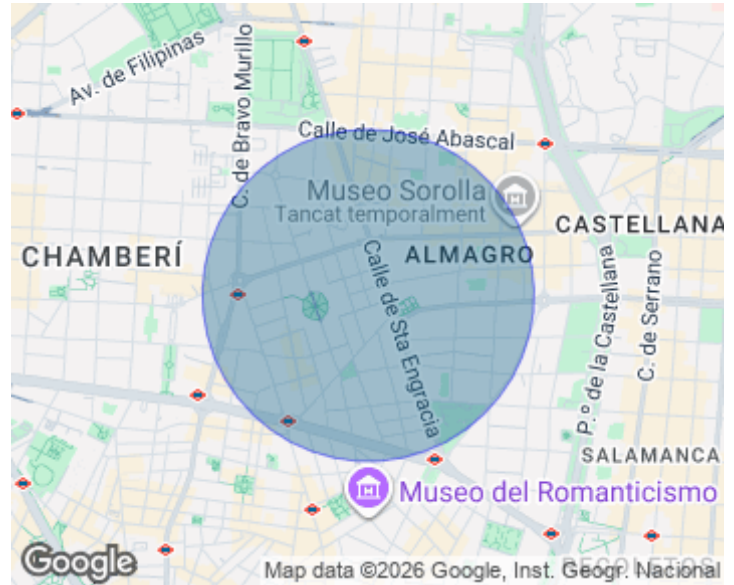 Av. de Filipinas
C. de Bravo Murillo
Calle de José Abascal
Museo Sorolla
Tancat temporalment
CASTELLANA
CHAMBERÍ
ALMAGRO
Calle de Sta Engracia
P.º de la Castellana
C. de Serrano
SALAMANCA
Museo del Romanticismo
RECOLETOS
Google
Map data ©2026 Google, Inst. Geogr. Nacional